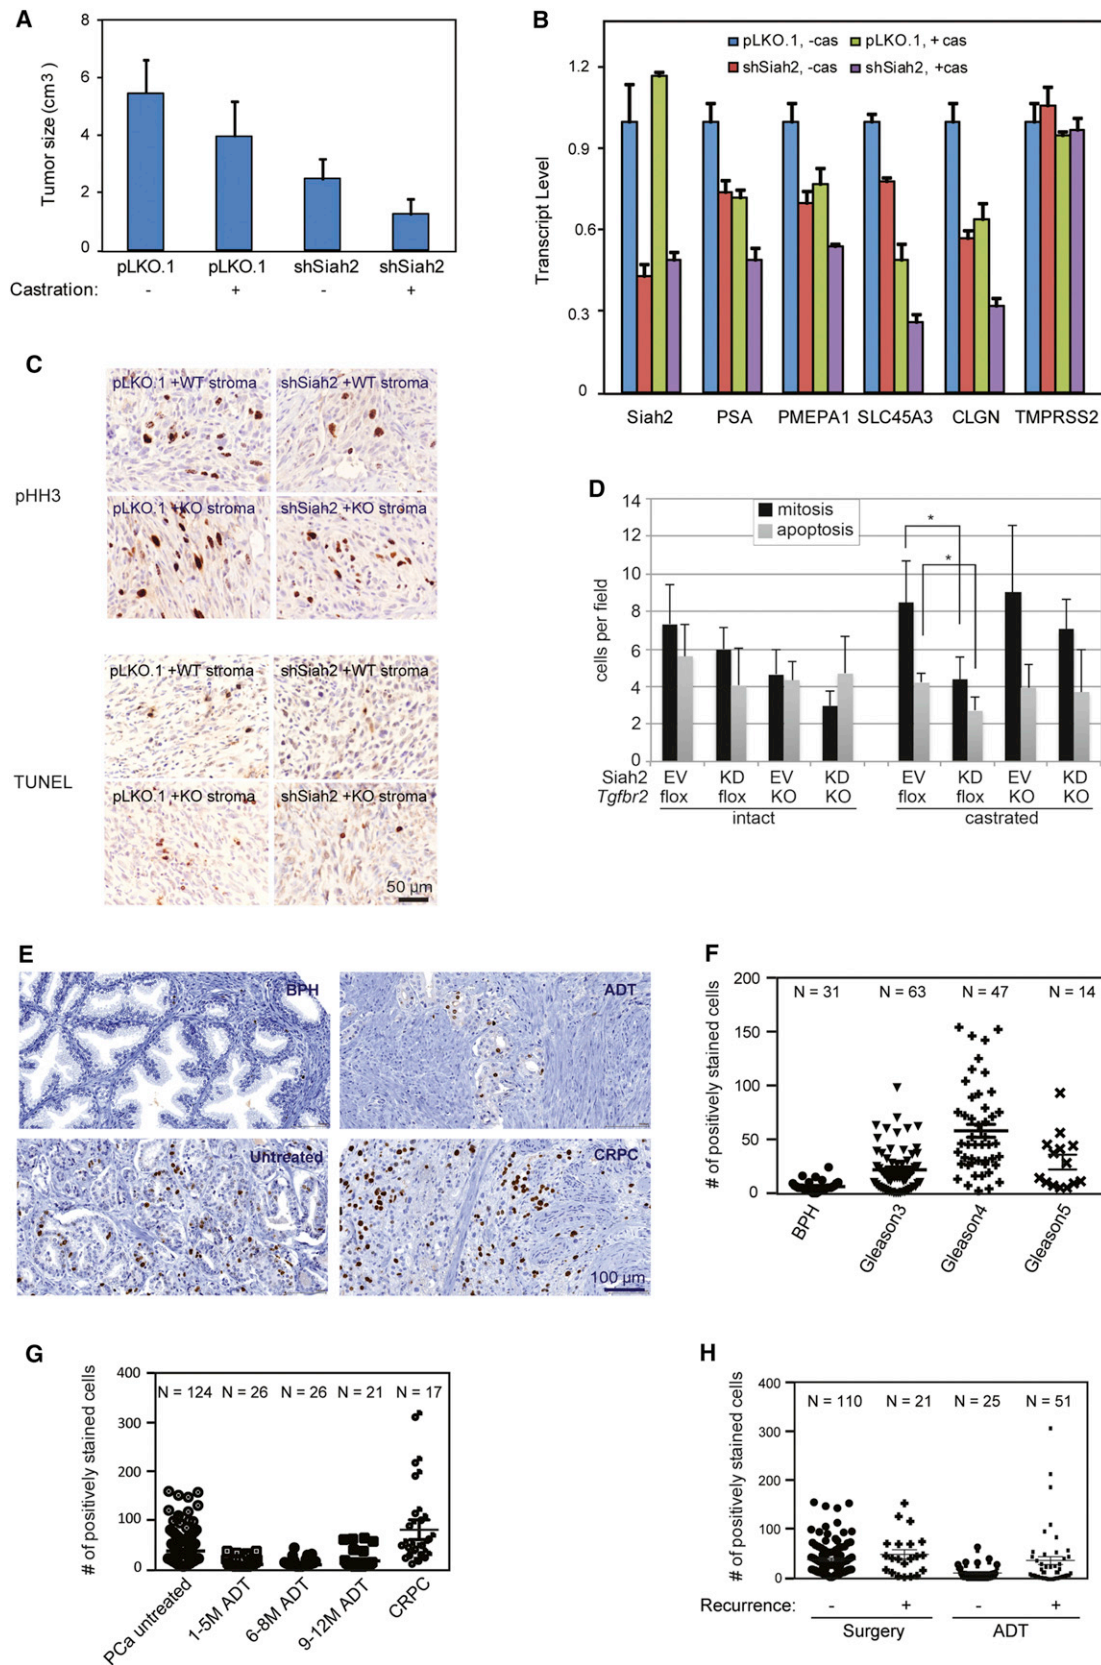 A
Tumor size (cm3)
8
6
4
2
0
pLKO.1 pLKO.1 shSiah2 shSiah2
Castration: - + - +
B
pLKO.1, -cas pLKO.1, + cas
shSiah2, -cas shSiah2, +cas
Transcript Level
1.2
0.9
0.6
0.3
0
Siah2 PSA PMEPA1 SLC45A3 CLGN TMPRSS2
C
pHH3
pLKO.1 +WT stroma shSiah2 +WT stroma
pLKO.1 +KO stroma shSiah2 +KO stroma
TUNEL
pLKO.1 +WT stroma shSiah2 +WT stroma
pLKO.1 +KO stroma shSiah2 +KO stroma
50 µm
D
cells per field
14
12
10
8
6
4
2
0
mitosis
apoptosis
* 
*
Siah2 EV KD EV KD EV KD EV KD
Tgfbr2 flox flox KO KO flox flox KO KO
intact castrated
E
BPH ADT
Untreated CRPC
100 µm
F
# of positively stained cells
200
150
100
50
0
N = 31 N = 63 N = 47 N = 14
BPH Gleason3 Gleason4 Gleason5
G
# of positively stained cells
400
300
200
100
0
N = 124 N = 26 N = 26 N = 21 N = 17
PCa untreated 1-5M ADT 6-8M ADT 9-12M ADT CRPC
H
# of positively stained cells
400
300
200
100
0
N = 110 N = 21 N = 25 N = 51
Recurrence: - + - +
Surgery ADT